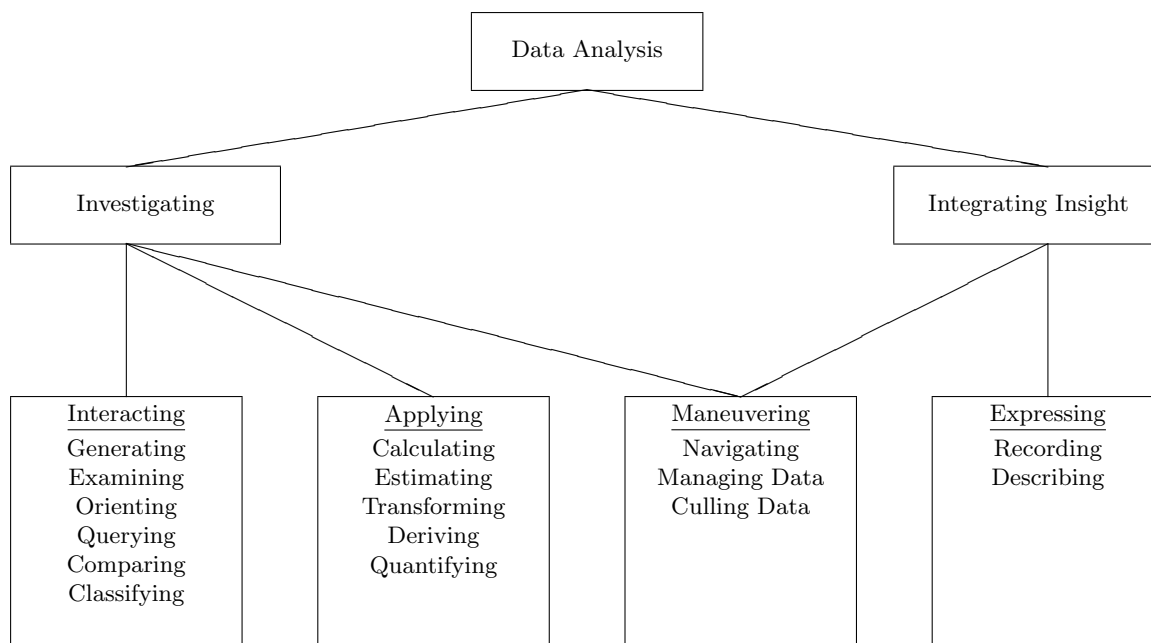 Data Analysis
Investigating
Integrating Insight
Interacting
Generating
Examining
Orienting
Querying
Comparing
Classifying
Applying
Calculating
Estimating
Transforming
Deriving
Quantifying
Maneuvering
Navigating
Managing Data
Culling Data
Expressing
Recording
Describing